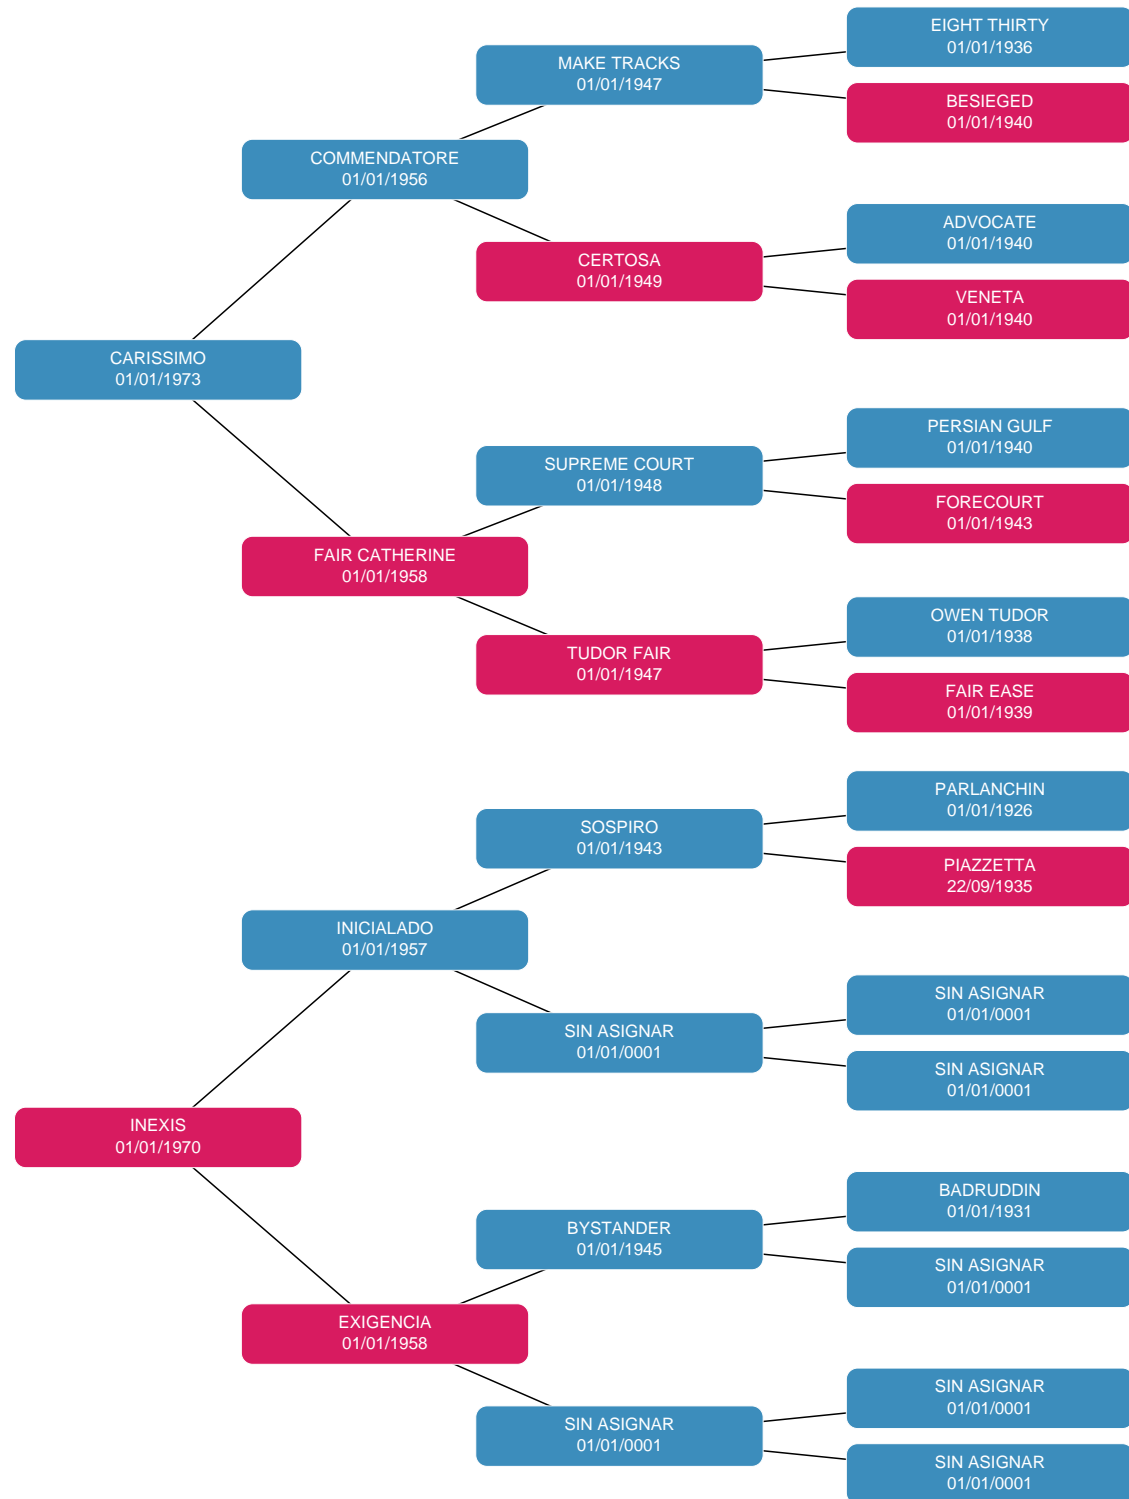 EIGHT THIRTY
01/01/1936
MAKE TRACKS
01/01/1947
BESIEGED
01/01/1940
COMMENDATORE
01/01/1956
ADVOCATE
01/01/1940
CERTOSA
01/01/1949
VENETA
01/01/1940
CARISSIMO
01/01/1973
PERSIAN GULF
01/01/1940
SUPREME COURT
01/01/1948
FORECOURT
01/01/1943
FAIR CATHERINE
01/01/1958
OWEN TUDOR
01/01/1938
TUDOR FAIR
01/01/1947
FAIR EASE
01/01/1939
PARLANCHIN
01/01/1926
SOSPIRO
01/01/1943
PIAZZETTA
22/09/1935
INICIALADO
01/01/1957
SIN ASIGNAR
01/01/0001
SIN ASIGNAR
01/01/0001
SIN ASIGNAR
01/01/0001
INEXIS
01/01/1970
BADRUDDIN
01/01/1931
BYSTANDER
01/01/1945
SIN ASIGNAR
01/01/0001
EXIGENCIA
01/01/1958
SIN ASIGNAR
01/01/0001
SIN ASIGNAR
01/01/0001
SIN ASIGNAR
01/01/0001